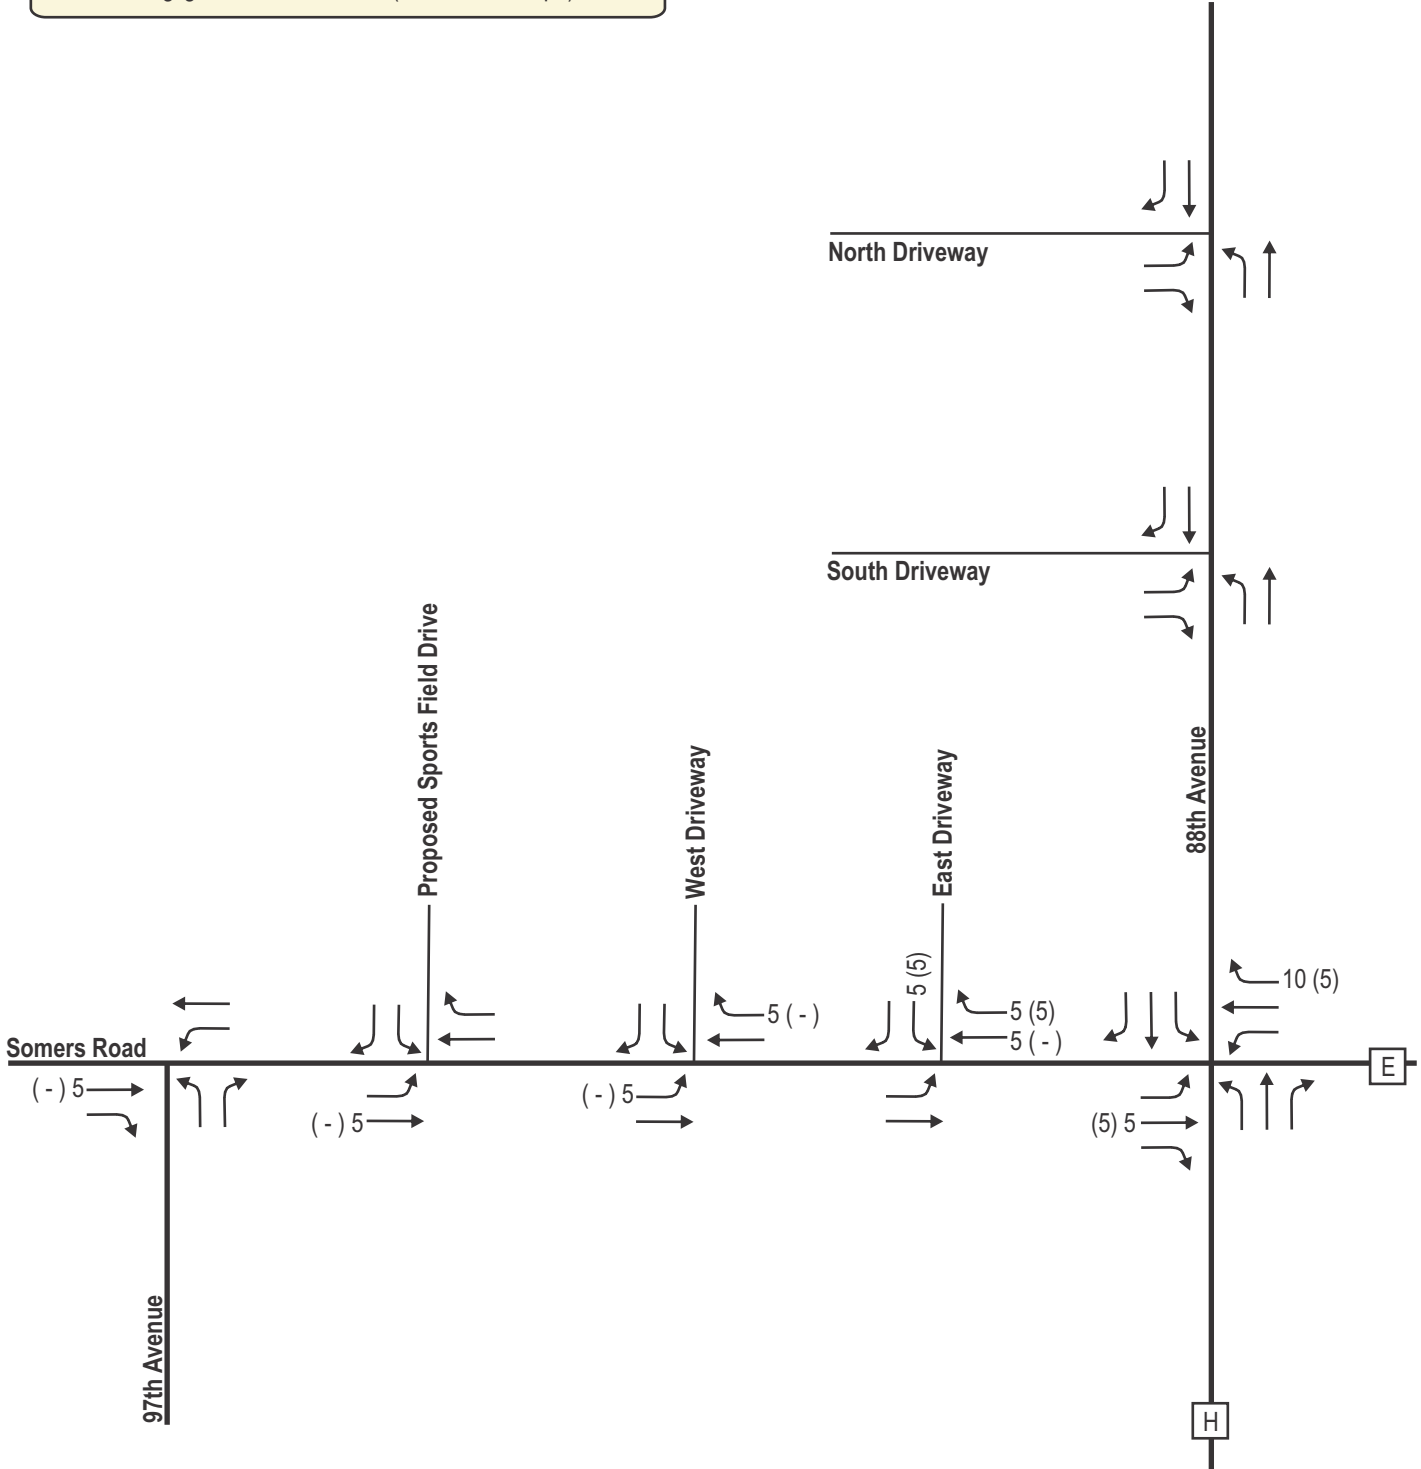 North Driveway
South Driveway
Proposed Sports Field Drive
West Driveway
East Driveway
88th Avenue
5 (5)
10 (5)
5 ( - )
5 (5)
5 ( - )
Somers Road
E
( - ) 5
( - ) 5
( - ) 5
(5) 5
97th Avenue
H